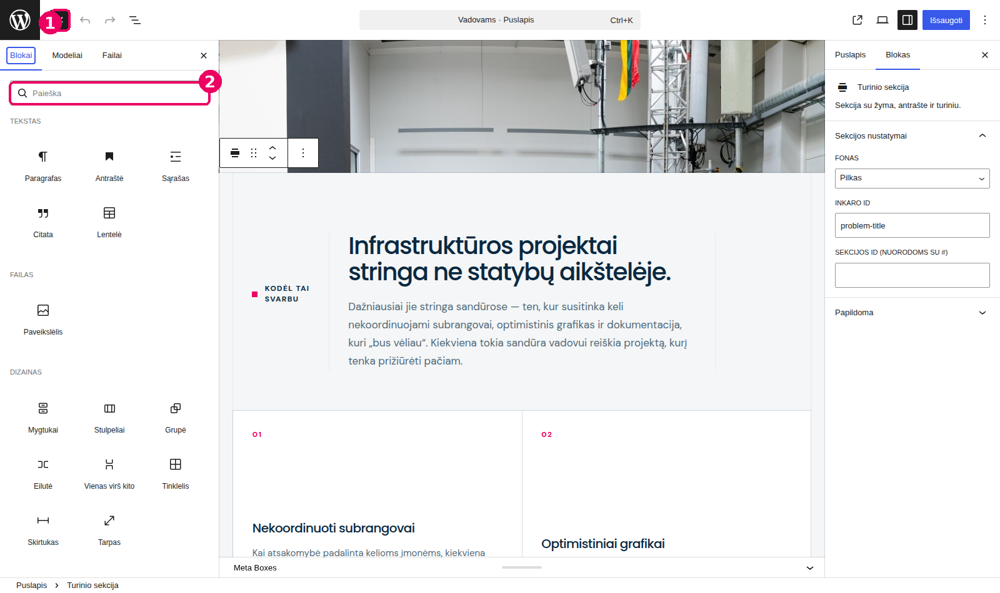 1
Vadovams · Puslapis
Ctrl+K
Išsaugoti
Blokai
Modeliai
Failai
2
Paieška
TEKSTAS
Paragrafas
Antraštė
Sąrašas
Citata
Lentelė
FAILAS
Paveikslėlis
DIZAINAS
Mygtukai
Stulpeliai
Grupė
Eilutė
Vienas virš kito
Tinklelis
Skirtukas
Tarpas
KODĖL TAI
SVARBU
Infrastruktūros projektai
stringa ne statybų aikštelėje.
Dažniausiai jie stringa sandūrose — ten, kur susitinka keli
nekoordinuojami subrangovai, optimistinis grafikas ir dokumentacija,
kuri „bus vėliau“. Kiekviena tokia sandūra vadovui reiškia projektą, kurį
tenka prižiūrėti pačiam.
01
Nekoordinuoti subrangovai
Kai atsakomybė padalinta kelioms įmonėms, kiekviena
02
Optimistiniai grafikai
Meta Boxes
Puslapis
Blokas
Turinio sekcija
Sekcija su žyma, antrašte ir turiniu.
Sekcijos nustatymai
FONAS
Pilkas
INKARO ID
problem-title
SEKCIJOS ID (NUORODOMS SU #)
Papildoma
Puslapis
Turinio sekcija